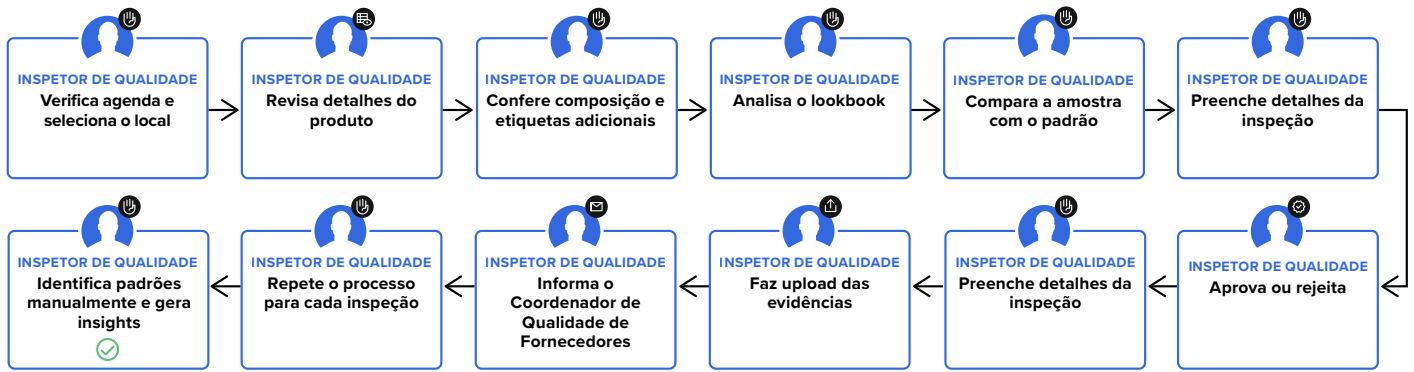 INSPETOR DE QUALIDADE
Verifica agenda e
seleciona o local
INSPETOR DE QUALIDADE
Revisa detalhes do
produto
INSPETOR DE QUALIDADE
Confere composição e
etiquetas adicionais
INSPETOR DE QUALIDADE
Analisa o lookbook
INSPETOR DE QUALIDADE
Compara a amostra
com o padrão
INSPETOR DE QUALIDADE
Preenche detalhes da
inspeção
INSPETOR DE QUALIDADE
Aprova ou rejeita
INSPETOR DE QUALIDADE
Preenche detalhes da
inspeção
INSPETOR DE QUALIDADE
Faz upload das
evidências
INSPETOR DE QUALIDADE
Informa o
Coordenador de
Qualidade de
Fornecedores
INSPETOR DE QUALIDADE
Repete o processo
para cada inspeção
INSPETOR DE QUALIDADE
Identifica padrões
manualmente e gera
insights